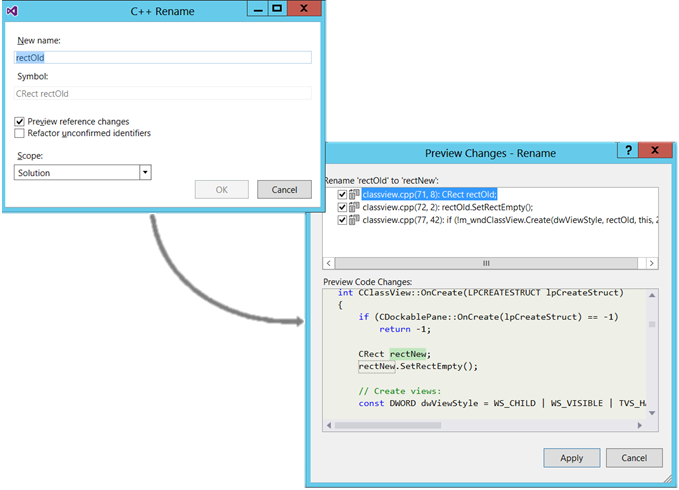 C++ Rename
New name:
rectOld
Symbol:
CRect rectOld
Preview reference changes
Refactor unconfirmed identifiers
Scope:
Solution
OK
Cancel
Preview Changes - Rename
?
Rename 'rectOld' to 'rectNew':
classview.cpp(71, 8): CRect rectOld;
classview.cpp(72, 2): rectOld.SetRectEmpty();
classview.cpp(77, 42): if (!m_wndClassView.Create(dwViewStyle, rectOld, this, 2
Preview Code Changes:
int CClassView::OnCreate(LPCREATESTRUCT lpCreateStruct)
{
if (CDockablePane::OnCreate(lpCreateStruct) == -1)
return -1;
CRect rectNew;
rectNew.SetRectEmpty();
// Create views:
const DWORD dwViewStyle = WS_CHILD | WS_VISIBLE | TVS_HA
Apply
Cancel